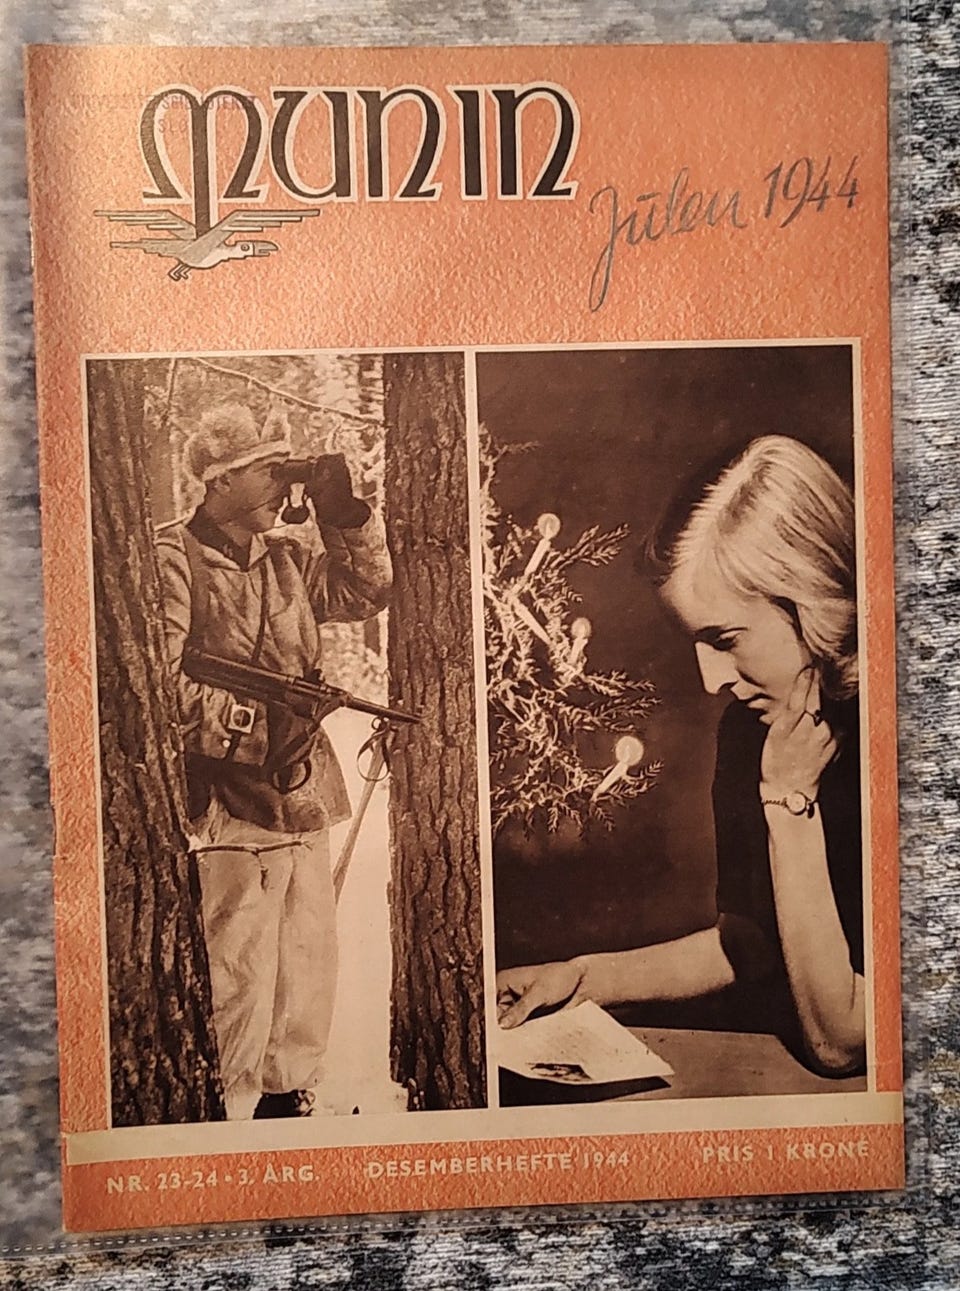 MUNIN
Julen 1944
NR. 23-24 • 3. ÅRG. DESEMBERHEFTE 1944 PRIS 1 KRONE